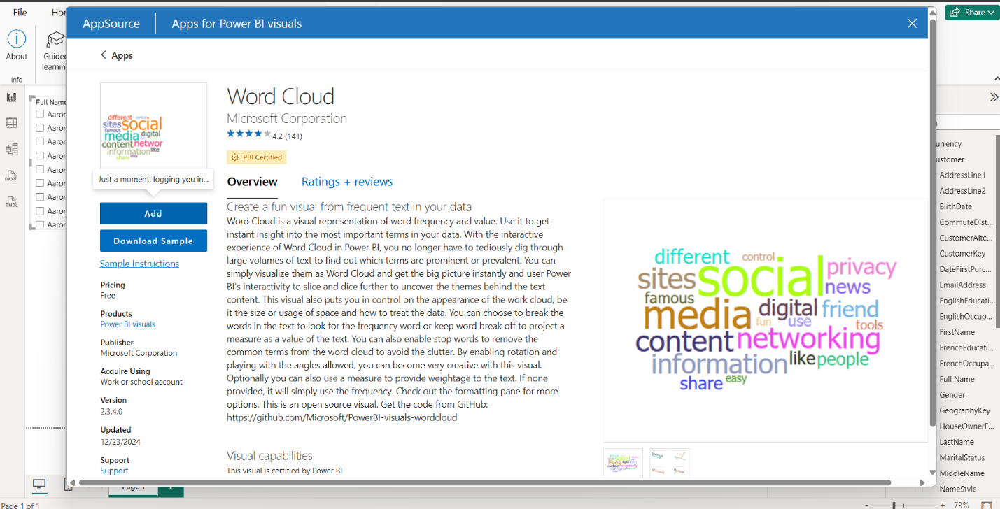 File
Hor
Share
About
Guided
learnin
Info
AppSource
Apps for Power BI visuals
Apps
different control
sites social
famous
media digital
content networ
information like
share easy
Just a moment, logging you in...
Add
Download Sample
Sample Instructions
Pricing
Free
Products
Power BI visuals
Publisher
Microsoft Corporation
Acquire Using
Work or school account
Version
2.3.4.0
Updated
12/23/2024
Support
Support
Word Cloud
Microsoft Corporation
4.2 (141)
PBI Certified
Overview
Ratings + reviews
Create a fun visual from frequent text in your data
Word Cloud is a visual representation of word frequency and value. Use it to get
instant insight into the most important terms in your data. With the interactive
experience of Word Cloud in Power BI, you no longer have to tediously dig through
large volumes of text to find out which terms are prominent or prevalent. You can
simply visualize them as Word Cloud and get the big picture instantly and user Power
BI's interactivity to slice and dice further to uncover the themes behind the text
content. This visual also puts you in control on the appearance of the work cloud, be
it the size or usage of space and how to treat the data. You can choose to break the
words in the text to look for the frequency word or keep word break off to project a
measure as a value of the text. You can also enable stop words to remove the
common terms from the word cloud to avoid the clutter. By enabling rotation and
playing with the angles allowed, you can become very creative with this visual.
Optionally you can also use a measure to provide weightage to the text. If none
provided, it will simply use the frequency. Check out the formatting pane for more
options. This is an open source visual. Get the code from GitHub:
https://github.com/Microsoft/PowerBI-visuals-wordcloud
Visual capabilities
This visual is certified by Power BI
different control
sites social privacy
famous news
media digital friend
fun use tools
content networking
information like people
share easy
Full Name
Aaron
Aaron
Aaron
Aaron
Aaron
Aaron
Aaron
Aaron
Aaron
DAX
TMDL
urrency
ustomer
AddressLine1
AddressLine2
BirthDate
CommuteDist...
CustomerAlte...
CustomerKey
DateFirstPurc...
EmailAddress
EnglishEducati...
EnglishOccup...
FirstName
FrenchEducati...
FrenchOccupa...
Full Name
Gender
GeographyKey
HouseOwnerF...
LastName
MaritalStatus
MiddleName
NameStyle
Page 1
Page 1 of 1
- + 73%